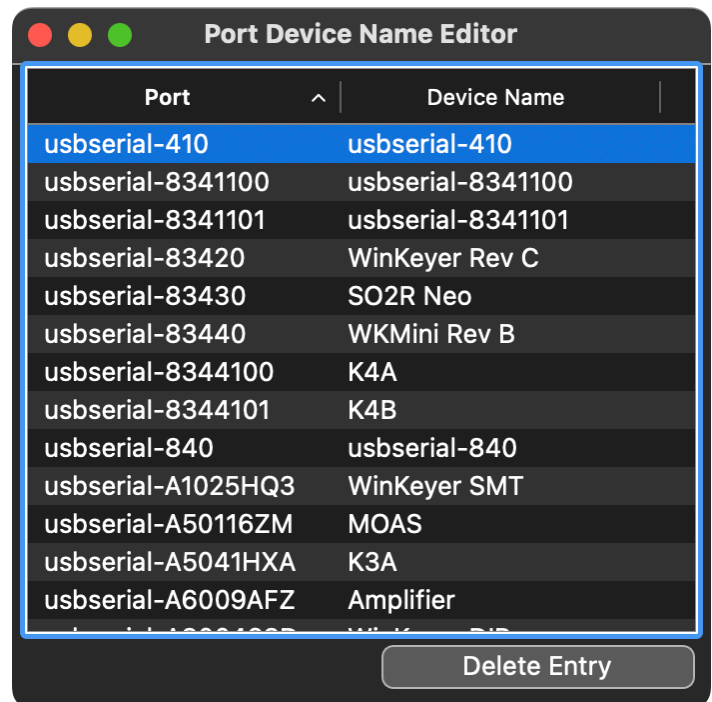 Port Device Name Editor
Port Device Name
usbserial-410 usbserial-410
usbserial-8341100 usbserial-8341100
usbserial-8341101 usbserial-8341101
usbserial-83420 WinKeyer Rev C
usbserial-83430 SO2R Neo
usbserial-83440 WKMini Rev B
usbserial-8344100 K4A
usbserial-8344101 K4B
usbserial-840 usbserial-840
usbserial-A1025HQ3 WinKeyer SMT
usbserial-A50116ZM MOAS
usbserial-A5041HXA K3A
usbserial-A6009AFZ Amplifier
Delete Entry